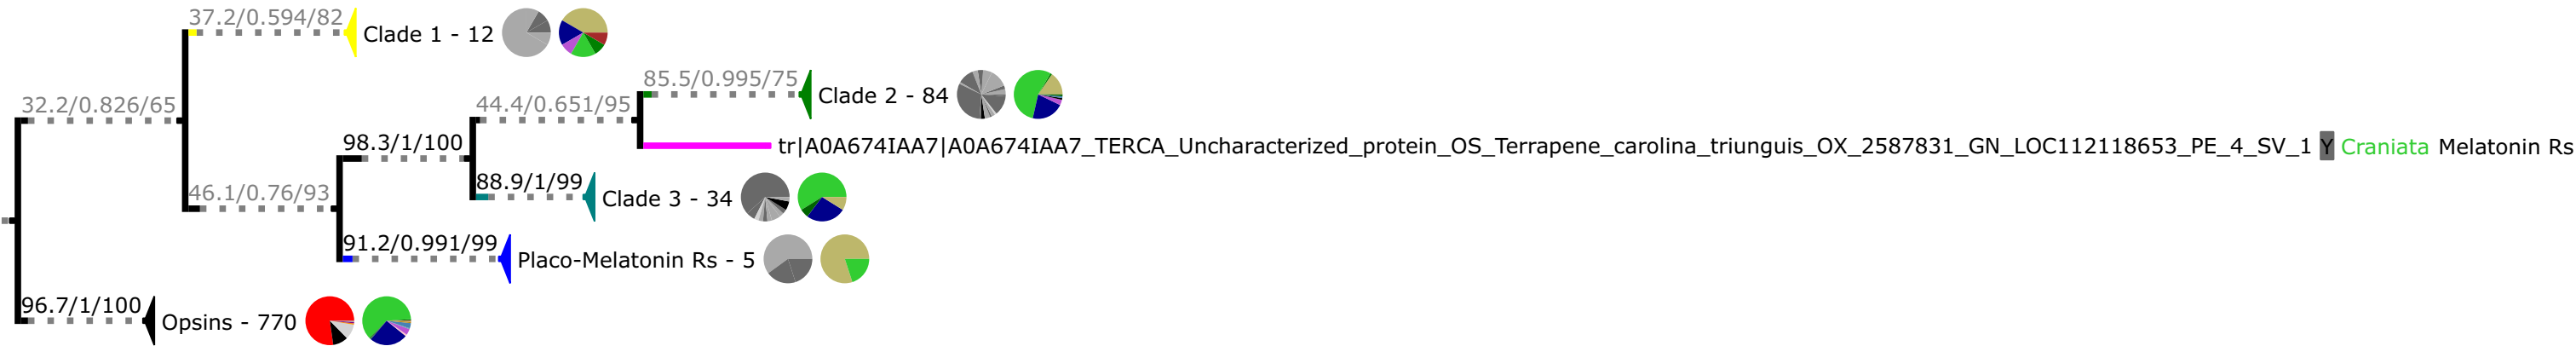 37.2/0.594/82
Clade 1 - 12
85.5/0.995/75
Clade 2 - 84
32.2/0.826/65
44.4/0.651/95
98.3/1/100
tr|A0A674IAA7|A0A674IAA7_TERCA_Uncharacterized_protein_OS_Terrapene_carolina_triunguis_OX_2587831_GN_LOC112118653_PE_4_SV_1 Y Craniata Melatonin Rs
46.1/0.76/93
88.9/1/99
Clade 3 - 34
91.2/0.991/99
Placo-Melatonin Rs - 5
96.7/1/100
Opsins - 770